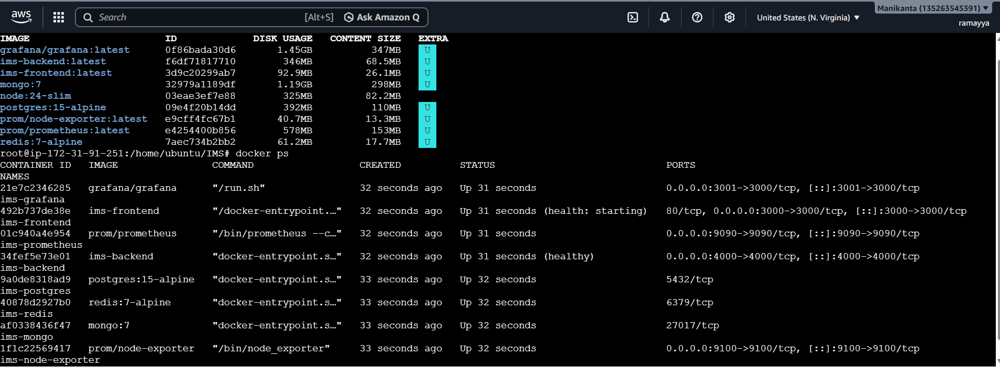 aws Search [Alt+S] Ask Amazon Q United States (N. Virginia) ▼ Manikanta (135263545391) ▼
ramayya
IMAGE ID DISK USAGE CONTENT SIZE EXTRA
grafana/grafana:latest 0f86bada30d6 1.45GB 347MB U
ims-backend:latest f6df71817710 346MB 68.5MB U
ims-frontend:latest 3d9c20299ab7 92.9MB 26.1MB U
mongo:7 32979a1189df 1.19GB 298MB U
node:24-slim 03eae3ef7e88 325MB 82.2MB
postgres:15-alpine 09e4f20b14dd 392MB 110MB U
prom/node-exporter:latest e9cff4fc67b1 40.7MB 13.3MB U
prom/prometheus:latest e4254400b856 578MB 153MB U
redis:7-alpine 7aec734b2bb2 61.2MB 17.7MB U
root@ip-172-31-91-251:/home/ubuntu/IMS# docker ps
CONTAINER ID IMAGE COMMAND CREATED STATUS PORTS
NAMES
21e7c2346285 grafana/grafana "/run.sh" 32 seconds ago Up 31 seconds 0.0.0.0:3001->3000/tcp, [::]:3001->3000/tcp
ims-grafana
492b737de38e ims-frontend "/docker-entrypoint.…" 32 seconds ago Up 31 seconds (health: starting) 80/tcp, 0.0.0.0:3000->3000/tcp, [::]:3000->3000/tcp
ims-frontend
01c940a4e954 prom/prometheus "/bin/prometheus --c…" 32 seconds ago Up 31 seconds 0.0.0.0:9090->9090/tcp, [::]:9090->9090/tcp
ims-prometheus
34fef5e73e01 ims-backend "docker-entrypoint.s…" 32 seconds ago Up 31 seconds (healthy) 0.0.0.0:4000->4000/tcp, [::]:4000->4000/tcp
ims-backend
9a0de8318ad9 postgres:15-alpine "docker-entrypoint.s…" 33 seconds ago Up 32 seconds 5432/tcp
ims-postgres
40878d2927b0 redis:7-alpine "docker-entrypoint.s…" 33 seconds ago Up 32 seconds 6379/tcp
ims-redis
af0338436f47 mongo:7 "docker-entrypoint.s…" 33 seconds ago Up 32 seconds 27017/tcp
ims-mongo
1f1c22569417 prom/node-exporter "/bin/node_exporter" 33 seconds ago Up 32 seconds 0.0.0.0:9100->9100/tcp, [::]:9100->9100/tcp
ims-node-exporter